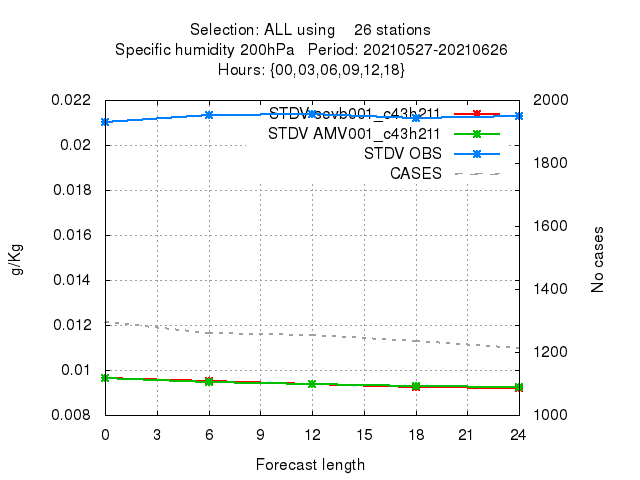 Selection: ALL using 26 stations
Specific humidity 200hPa Period: 20210527-20210626
Hours: {00,03,06,09,12,18}
0.022
0.02
0.018
0.016
0.014
0.012
0.01
0.008
2000
1800
1600
1400
1200
1000
STDV AMV001_c43h211
STDV OBS
CASES
g/Kg
No cases
0 3 6 9 12 15 18 21 24
Forecast length